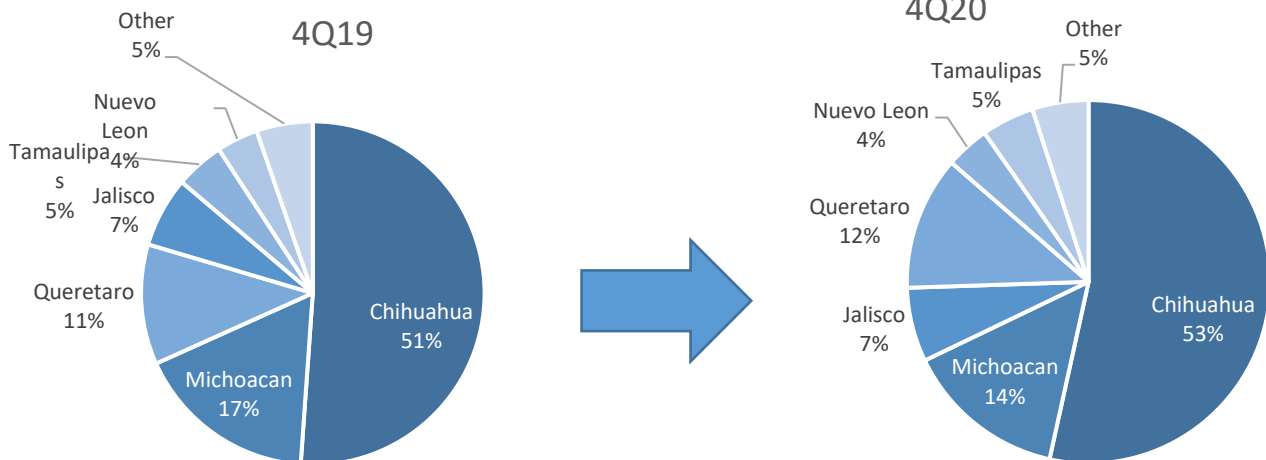 4Q19
Other
5%
Nuevo
Leon
4%
Tamaulipa
s
5%
Jalisco
7%
Queretaro
11%
Michoacan
17%
Chihuahua
51%
4Q20
Other
5%
Tamaulipas
5%
Nuevo Leon
4%
Queretaro
12%
Jalisco
7%
Michoacan
14%
Chihuahua
53%